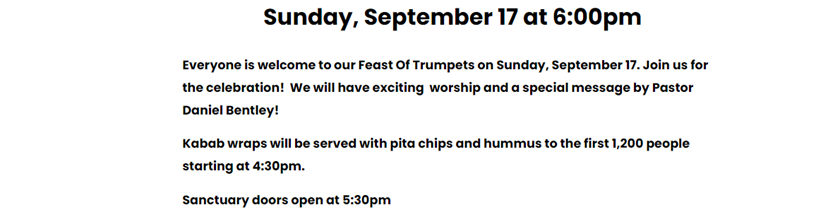 Sunday, September 17 at 6:00pm
Everyone is welcome to our Feast Of Trumpets on Sunday, September 17. Join us for
the celebration!  We will have exciting  worship and a special message by Pastor
Daniel Bentley!
Kabab wraps will be served with pita chips and hummus to the first 1,200 people
starting at 4:30pm.
Sanctuary doors open at 5:30pm